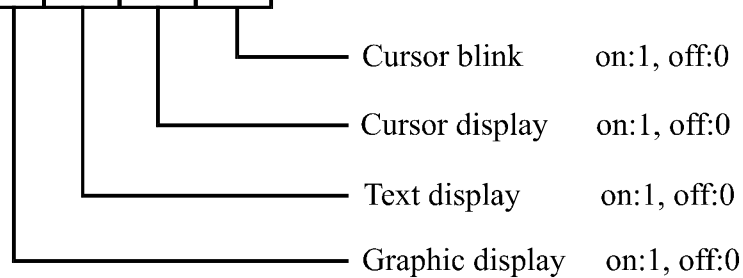 Cursor blink on:1, off:0
Cursor display on:1, off:0
Text display on:1, off:0
Graphic display on:1, off:0